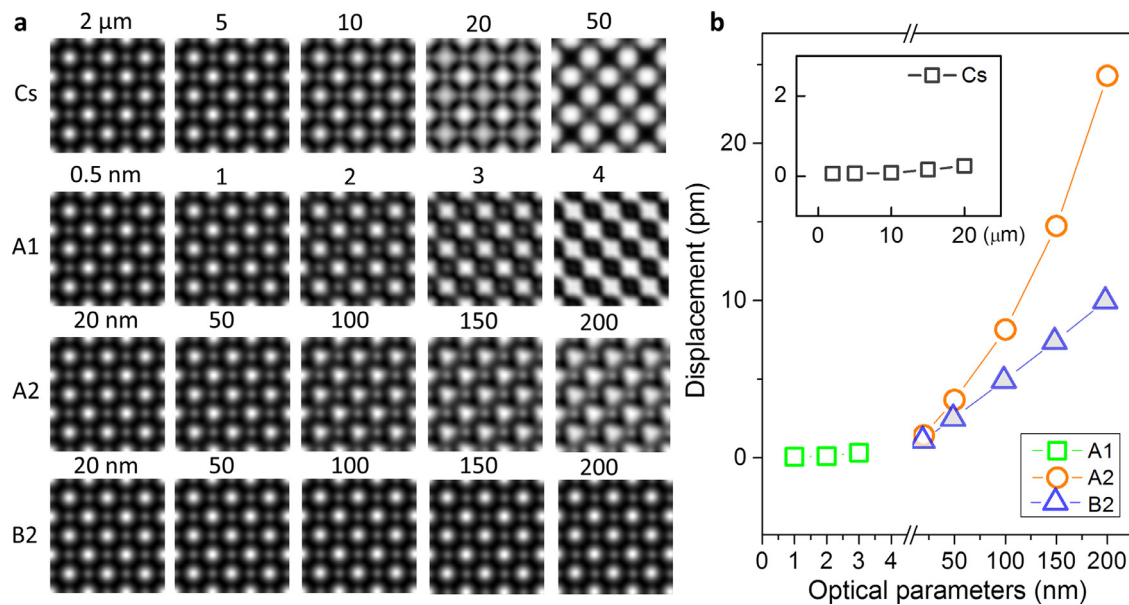 a
2 µm 5 10 20 50
Cs
0.5 nm 1 2 3 4
A1
20 nm 50 100 150 200
A2
20 nm 50 100 150 200
B2
b
Displacement (pm)
20
10
0
Cs
2
0
0 10 20 (µm)
A1
A2
B2
0 1 2 3 4 50 100 150 200
Optical parameters (nm)